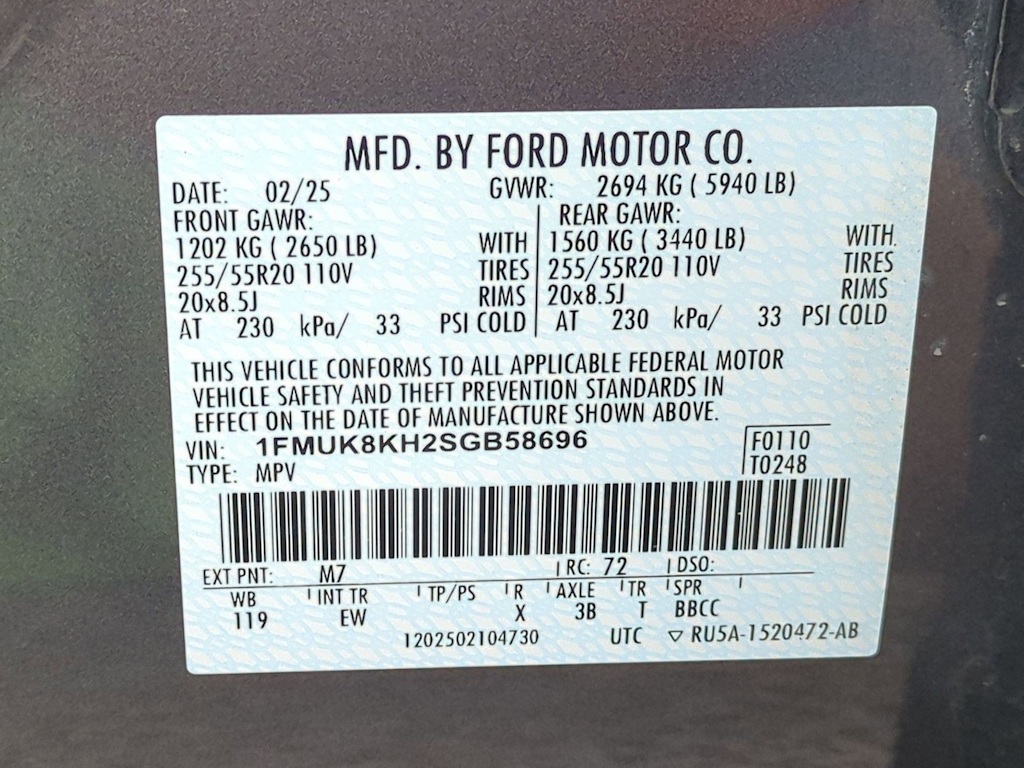 MFD. BY FORD MOTOR CO.
DATE: 02/25 GVWR: 2694 KG ( 5940 LB)
FRONT GAWR: REAR GAWR:
1202 KG ( 2650 LB) WITH 1560 KG ( 3440 LB) WITH
255/55R20 110V TIRES 255/55R20 110V TIRES
20x8.5J RIMS 20x8.5J RIMS
AT 230 kPa/ 33 PSI COLD AT 230 kPa/ 33 PSI COLD
THIS VEHICLE CONFORMS TO ALL APPLICABLE FEDERAL MOTOR
VEHICLE SAFETY AND THEFT PREVENTION STANDARDS IN
EFFECT ON THE DATE OF MANUFACTURE SHOWN ABOVE.
VIN: 1FMUK8KH2SGB58696 F0110
TYPE: MPV T0248
EXT PNT: M7 RC: 72 DSO:
WB INT TR TP/PS R AXLE TR SPR
119 EW X 3B T BBCC
1202502104730 UTC ▽ RU5A-1520472-AB